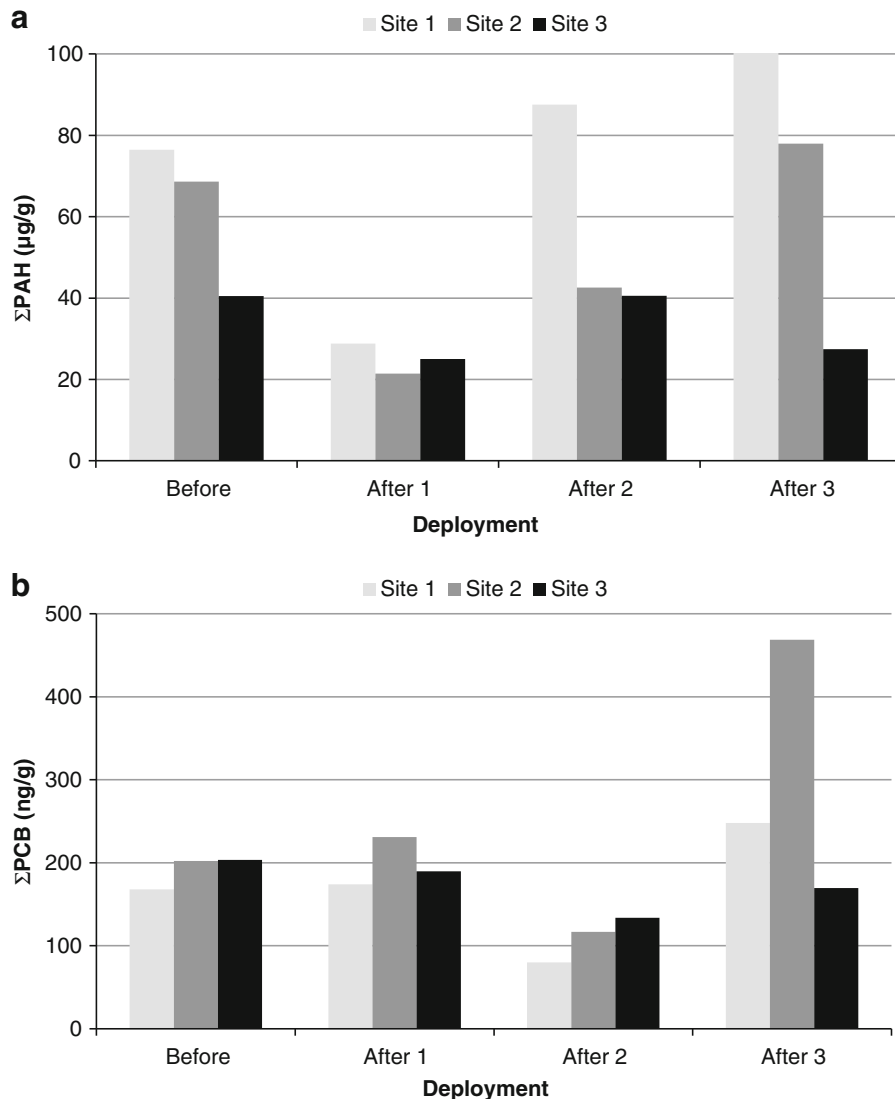 a
Site 1 Site 2 Site 3
100
80
60
40
20
0
ΣPAH (µg/g)
Before After 1 After 2 After 3
Deployment
b
Site 1 Site 2 Site 3
500
400
300
200
100
0
ΣPCB (ng/g)
Before After 1 After 2 After 3
Deployment